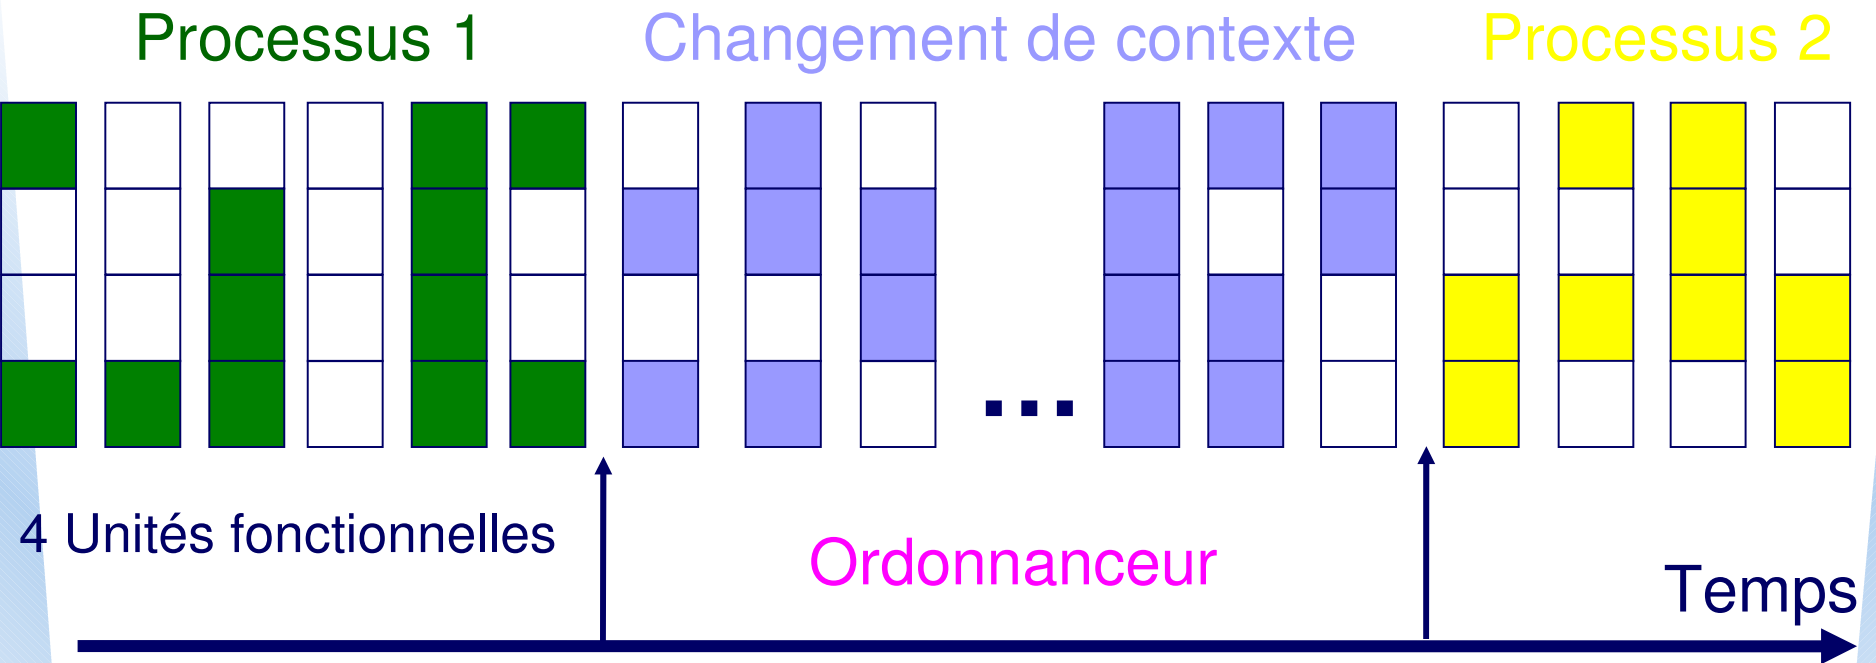 Processus 1
Changement de contexte
Processus 2
...
4 Unités fonctionnelles
Ordonnanceur
Temps